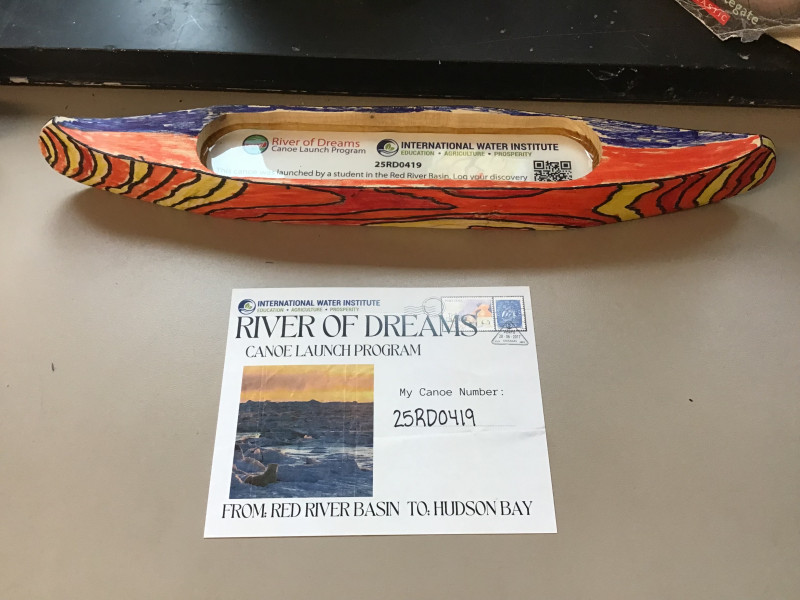 River of Dreams
Canoe Launch Program
INTERNATIONAL WATER INSTITUTE
EDUCATION • AGRICULTURE • PROSPERITY
25RD0419
launched by a student in the Red River Basin. Log your discovery
INTERNATIONAL WATER INSTITUTE
EDUCATION • AGRICULTURE • PROSPERITY
RIVER OF DREAMS
CANOE LAUNCH PROGRAM
My Canoe Number:
25RD0419
FROM: RED RIVER BASIN TO: HUDSON BAY